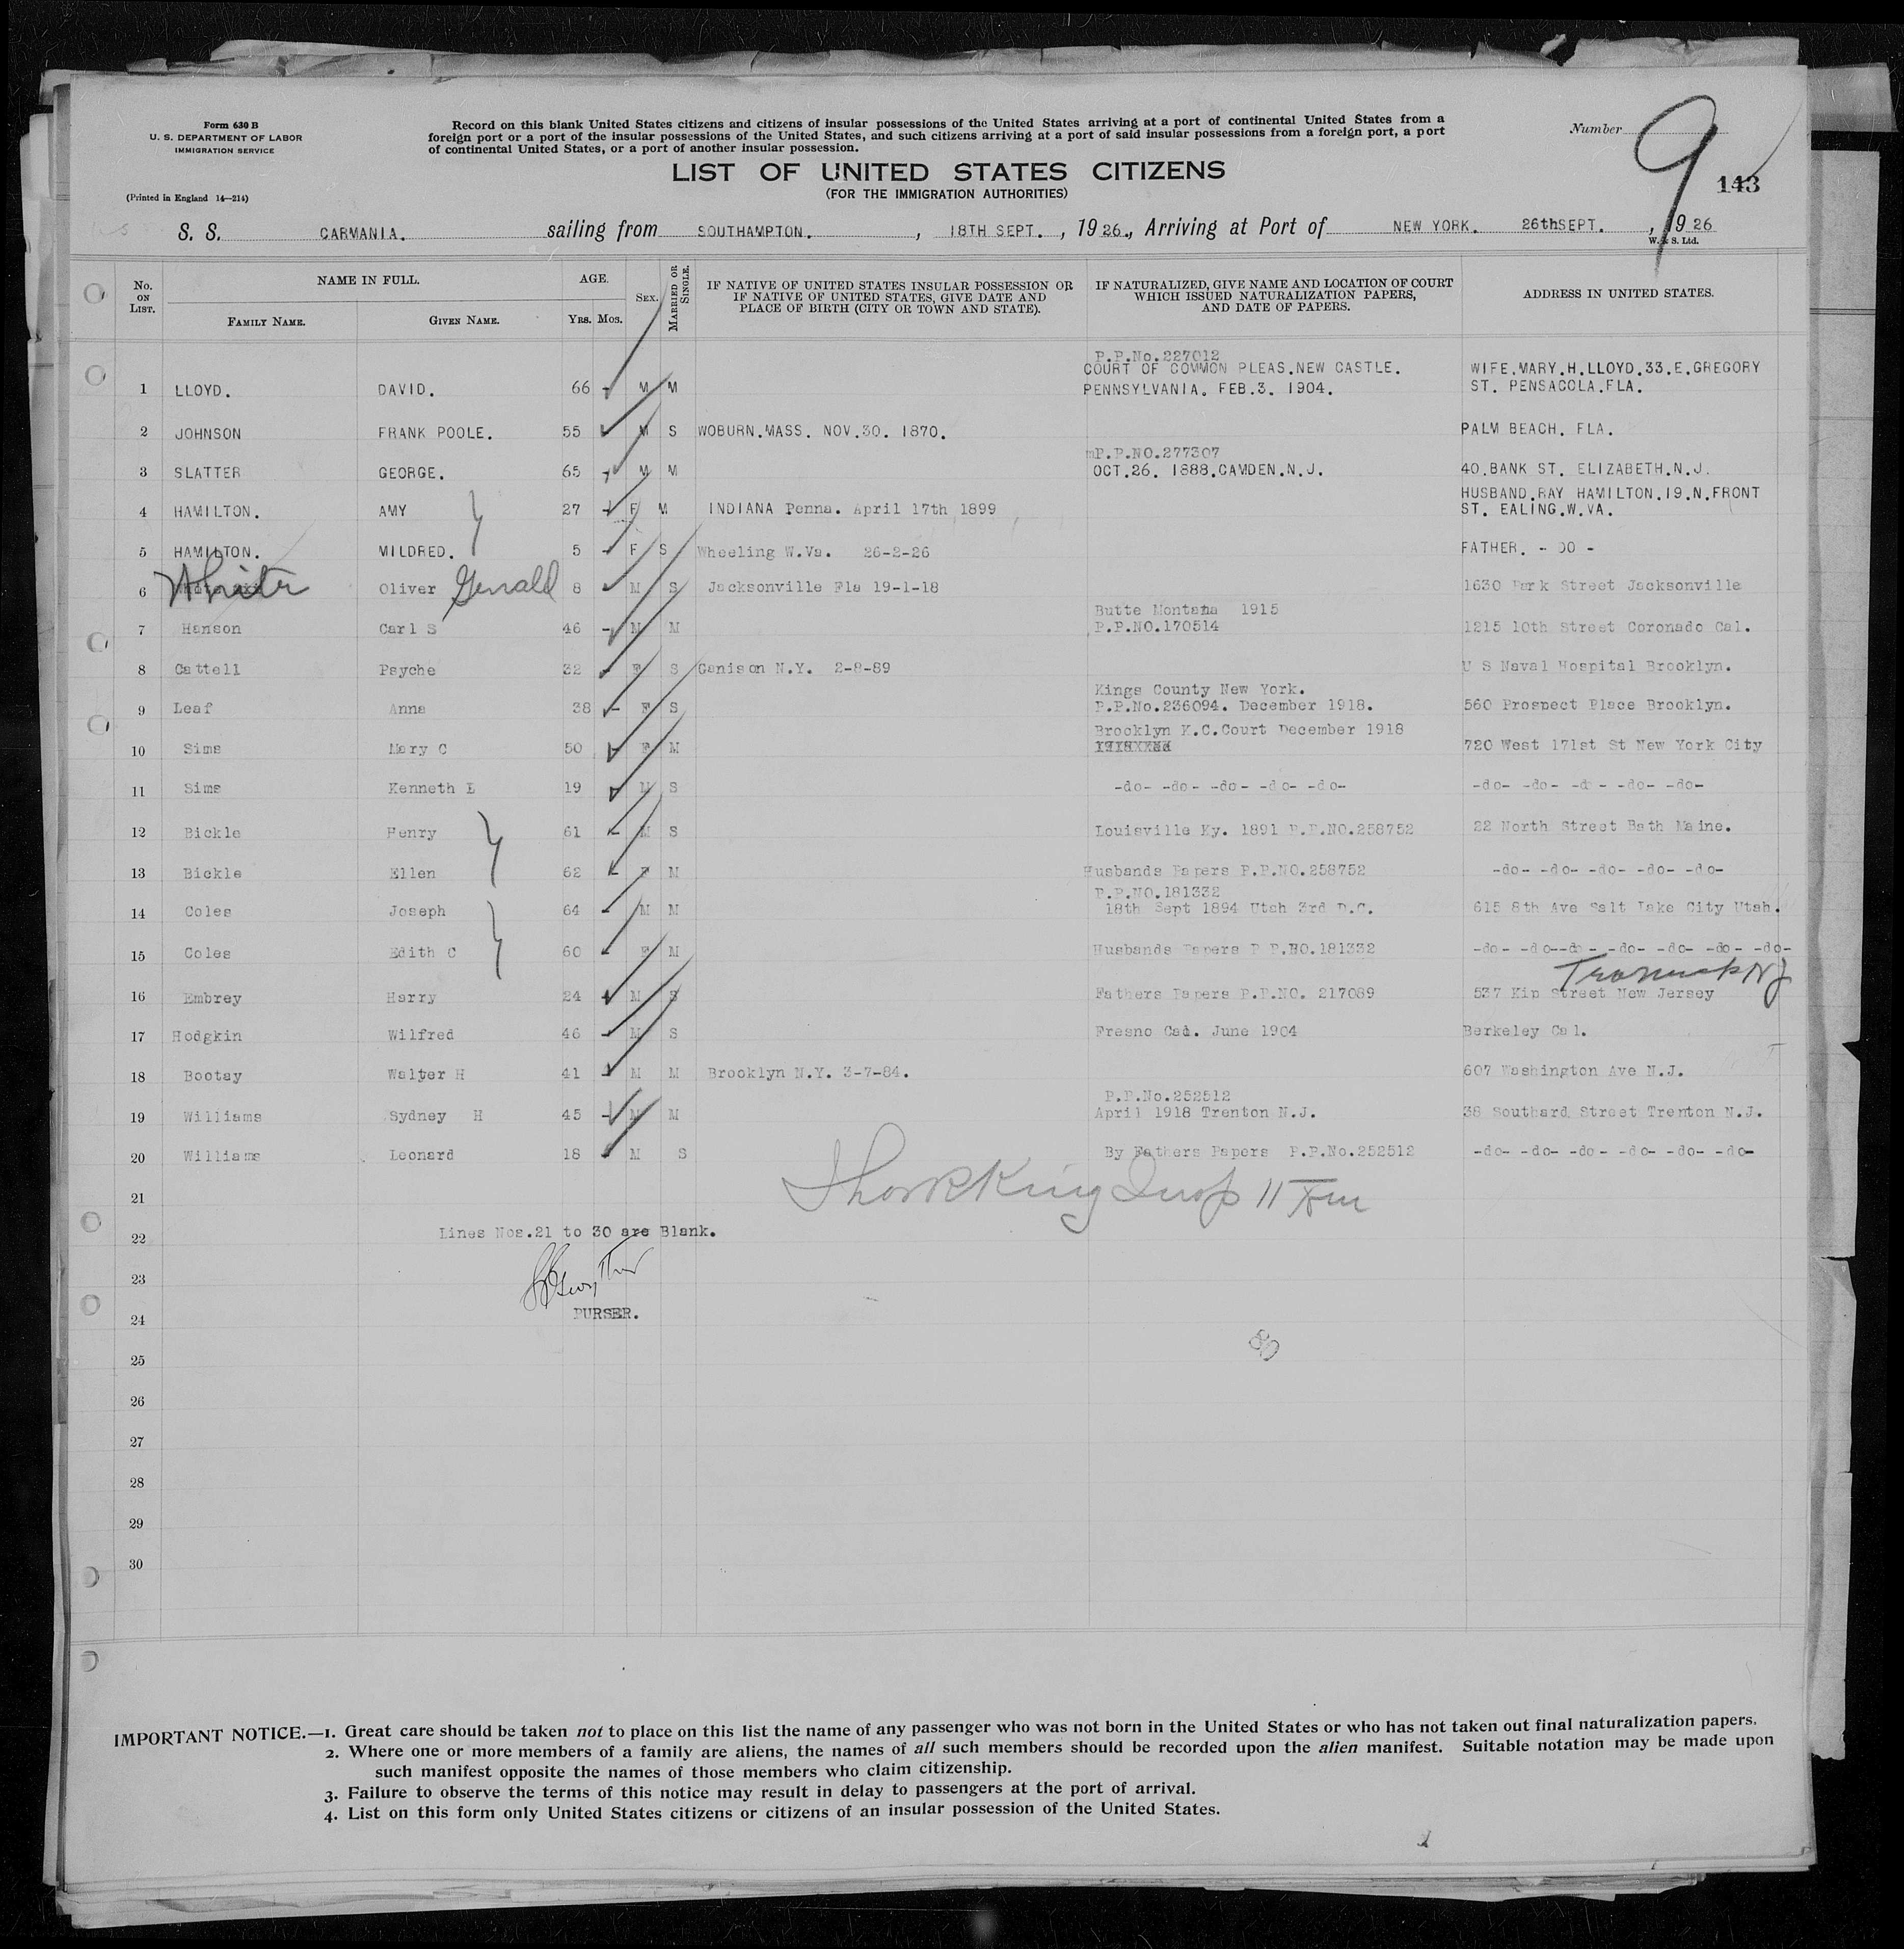 Form 630 B
U. S. DEPARTMENT OF LABOR
IMMIGRATION SERVICE
(Printed in England 14—214)
Record on this blank United States citizens and citizens of insular possessions of the United States arriving at a port of continental United States from a
foreign port or a port of the insular possessions of the United States, and such citizens arriving at a port of said insular possessions from a foreign port, a port
of continental United States, or a port of another insular possession.
Number 9
143
LIST OF UNITED STATES CITIZENS
(FOR THE IMMIGRATION AUTHORITIES)
S. S. CARMANIA. sailing from SOUTHAMPTON. , 18TH SEPT. , 1926., Arriving at Port of NEW YORK. 26thSEPT. , 1926
W. & S. Ltd.
No. ON LIST. NAME IN FULL. FAMILY NAME. GIVEN NAME. AGE. YRS. MOS. SEX. MARRIED OR SINGLE. IF NATIVE OF UNITED STATES INSULAR POSSESSION OR IF NATIVE OF UNITED STATES, GIVE DATE AND PLACE OF BIRTH (CITY OR TOWN AND STATE). IF NATURALIZED, GIVE NAME AND LOCATION OF COURT WHICH ISSUED NATURALIZATION PAPERS, AND DATE OF PAPERS. ADDRESS IN UNITED STATES.
P.P.No.227012
COURT OF COMMON PLEAS.NEW CASTLE. WIFE.MARY.H.LLOYD.33.E.GREGORY
1 LLOYD. DAVID. 66 M M PENNSYLVANIA. FEB.3. 1904. ST. PENSACOLA.FLA.
2 JOHNSON FRANK POOLE. 55 M S WOBURN.MASS. NOV.30. 1870. PALM BEACH. FLA.
P.P.NO.277307
3 SLATTER GEORGE. 65 M M OCT.26. 1888.CAMDEN.N.J. 40.BANK ST. ELIZABETH.N.J.
HUSBAND.RAY HAMILTON.19.N.FRONT
4 HAMILTON. AMY 27 F M INDIANA Penna. April 17th 1899 ST. EALING.W.VA.
5 HAMILTON. MILDRED. 5 F S Wheeling W.Va. 26-2-26 FATHER. - DO -
6 White Oliver Gerrald 8 M S Jacksonville Fla 19-1-18 1630 Park Street Jacksonville
Butte Montana 1915
7 Hanson Carl S 46 M M P.P.NO.170514 1215 10th Street Coronado Cal.
8 Cattell Psyche 32 F S Ganison N.Y. 2-8-89 U S Naval Hospital Brooklyn.
Kings County New York.
9 Leaf Anna 38 F S P.P.No.236094. December 1918. 560 Prospect Place Brooklyn.
Brooklyn K.C.Court December 1918
10 Sims Mary C 50 F M 720 West 171st St New York City
11 Sims Kenneth E 19 M S -do- -do- -do- -do- -do- -do- -do- -do- -do- -do-
12 Bickle Henry 61 M S Louisville Ky. 1891 P.P.NO.258752 22 North Street Bath Maine.
13 Bickle Ellen 62 F M Husbands Papers P.P.NO.258752 -do- -do- -do- -do- -do-
P.P.NO.181332
14 Coles Joseph 64 M M 18th Sept 1894 Utah 3rd D.C. 615 8th Ave Salt Lake City Utah.
15 Coles Edith C 60 F M Husbands Papers P P.NO.181332 -do- -do--do- -do- -do- -do- -do-
16 Embrey Harry 24 M S Fathers Papers P.P.NO. 217089 537 Kip Street New Jersey
17 Hodgkin Wilfred 46 M S Fresno Cal. June 1904 Berkeley Cal.
18 Bootay Walter H 41 M M Brooklyn N.Y. 3-7-84. 607 Washington Ave N.J.
P.P.No.252512
19 Williams Sydney H 45 M M April 1918 Trenton N.J. 38 Southard Street Trenton N.J.
20 Williams Leonard 18 M S By Fathers Papers P.P.No.252512 -do- -do- -do- -do- -do- -do-
21
22 Lines Nos.21 to 30 are Blank.
23
24 PURSER.
25
26
27
28
29
30
IMPORTANT NOTICE.—1. Great care should be taken not to place on this list the name of any passenger who was not born in the United States or who has not taken out final naturalization papers.
2. Where one or more members of a family are aliens, the names of all such members should be recorded upon the alien manifest. Suitable notation may be made upon
such manifest opposite the names of those members who claim citizenship.
3. Failure to observe the terms of this notice may result in delay to passengers at the port of arrival.
4. List on this form only United States citizens or citizens of an insular possession of the United States.